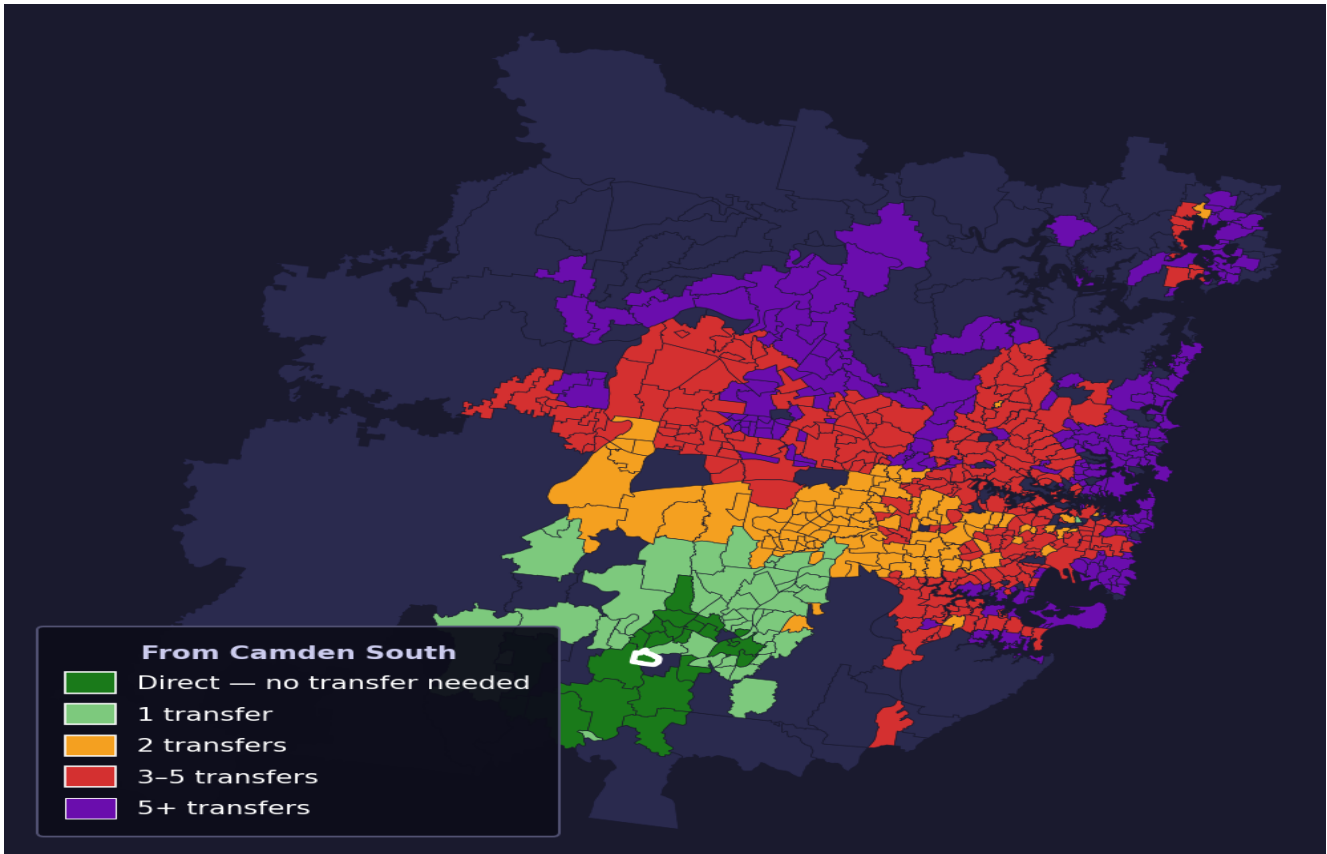 From Camden South
Direct — no transfer needed
1 transfer
2 transfers
3–5 transfers
5+ transfers